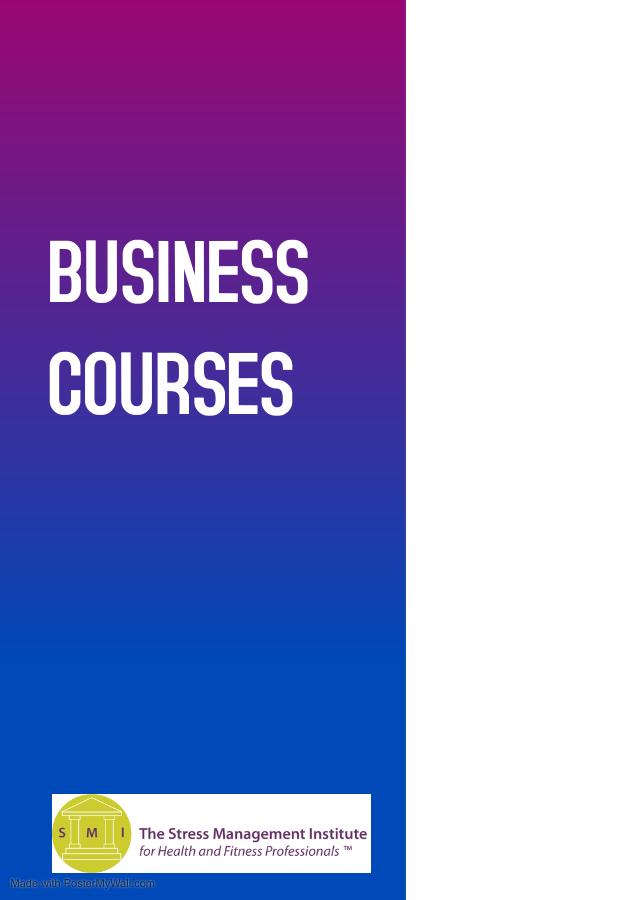 BUSINESS
COURSES
S M I
The Stress Management Institute
for Health and Fitness Professionals ™
Made with PosterMyWall.com